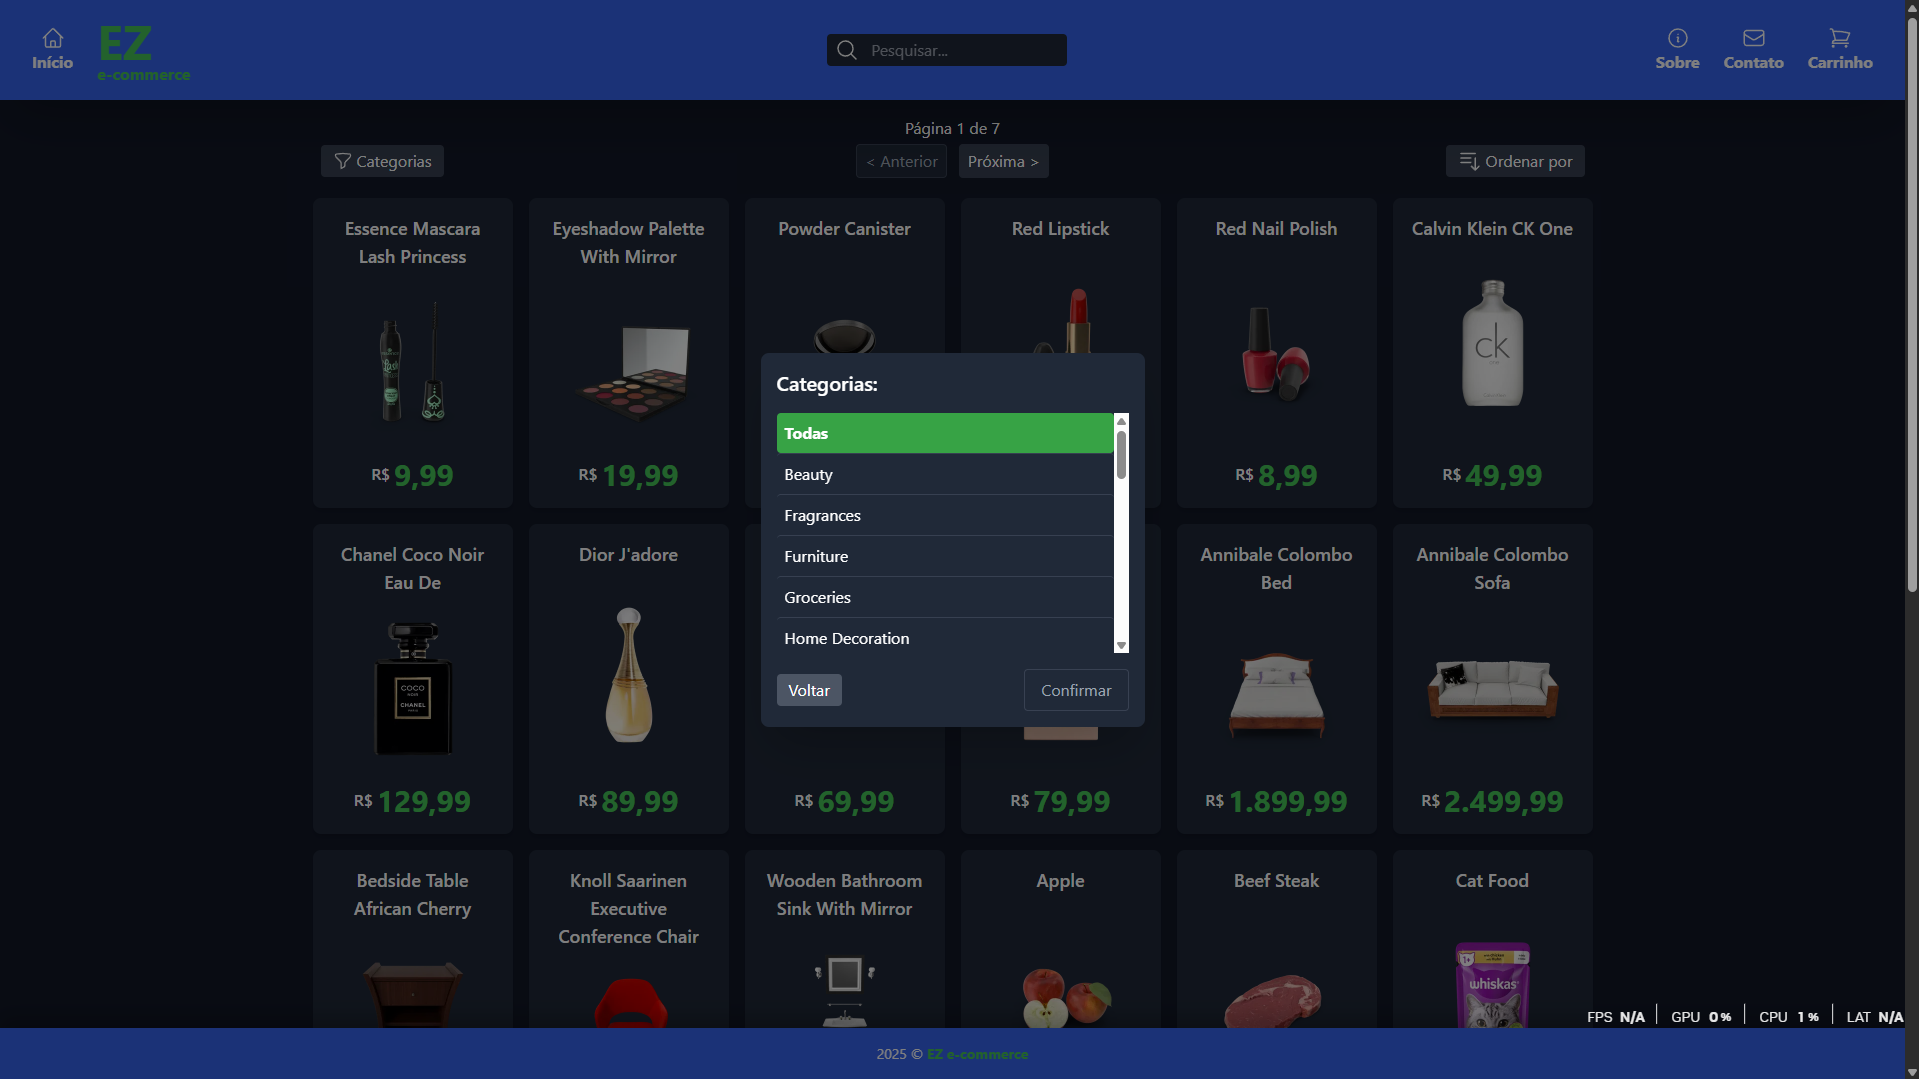 Início
EZ
e-commerce
Pesquisar...
Sobre
Contato
Carrinho
Página 1 de 7
Categorias
< Anterior
Próxima >
Ordenar por
Essence Mascara
Lash Princess
R$ 9,99
Eyeshadow Palette
With Mirror
R$ 19,99
Powder Canister
Red Lipstick
Red Nail Polish
R$ 8,99
Calvin Klein CK One
ck
R$ 49,99
Categorias:
Todas
Beauty
Fragrances
Furniture
Groceries
Home Decoration
Voltar
Confirmar
Chanel Coco Noir
Eau De
COCO
NOIR
CHANEL
R$ 129,99
Dior J'adore
R$ 89,99
R$ 69,99
R$ 79,99
Annibale Colombo
Bed
R$ 1.899,99
Annibale Colombo
Sofa
R$ 2.499,99
Bedside Table
African Cherry
Knoll Saarinen
Executive
Conference Chair
Wooden Bathroom
Sink With Mirror
Apple
Beef Steak
Cat Food
whiskas
FPS N/A GPU 0% CPU 1% LAT N/A
2025 © EZ e-commerce